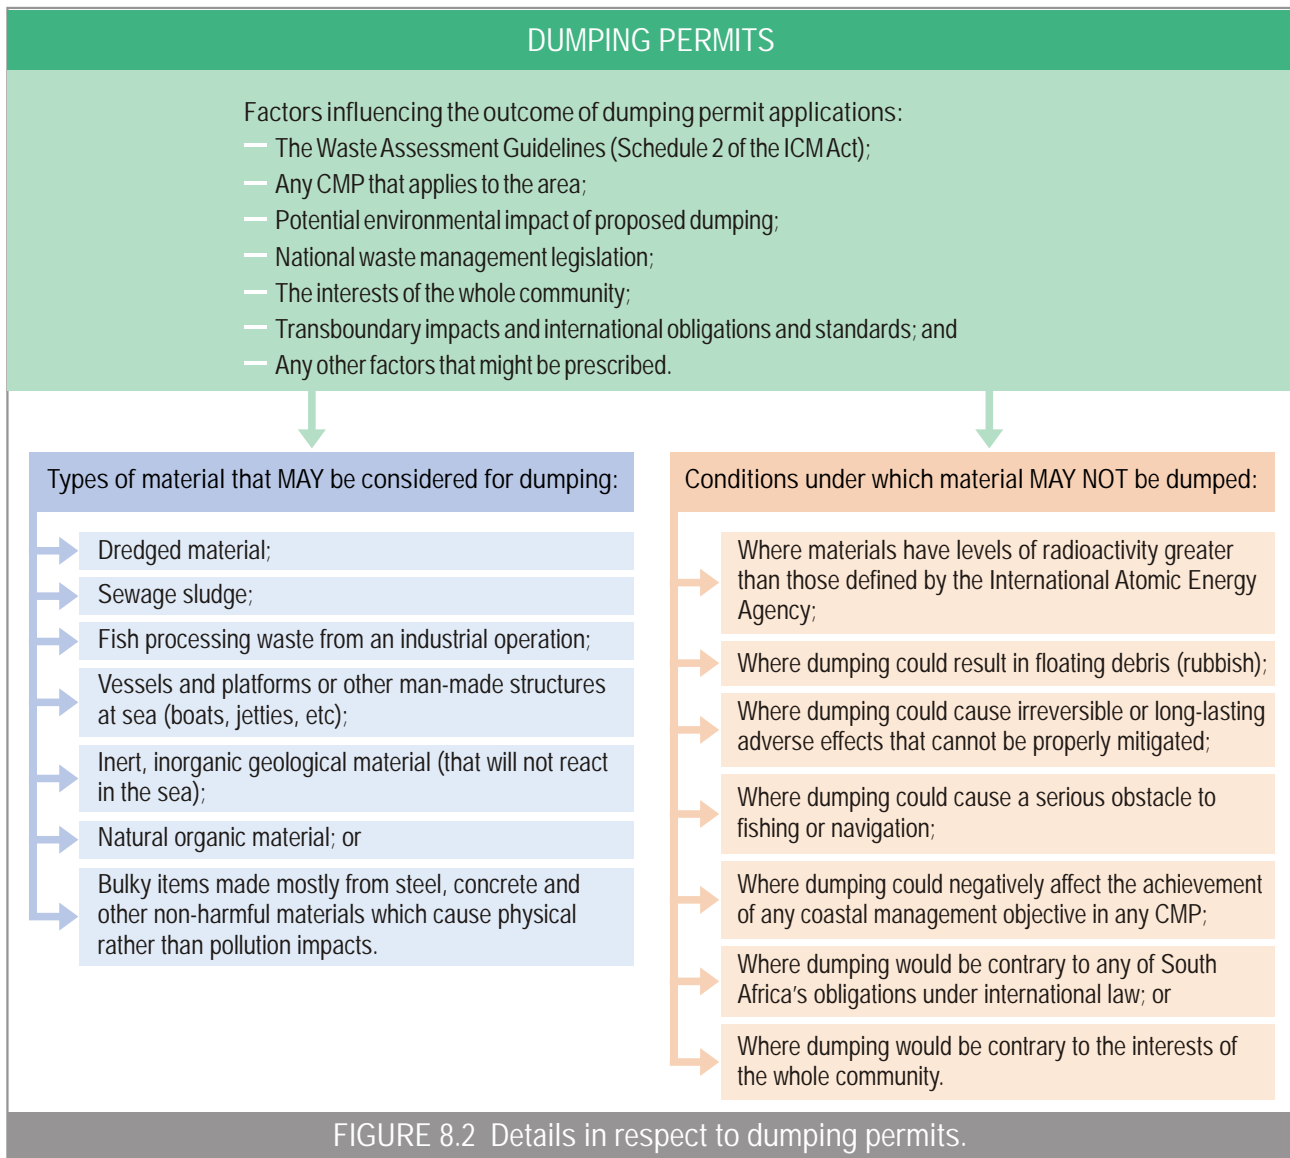 DUMPING PERMITS
Factors influencing the outcome of dumping permit applications:
— The Waste Assessment Guidelines (Schedule 2 of the ICM Act);
— Any CMP that applies to the area;
— Potential environmental impact of proposed dumping;
— National waste management legislation;
— The interests of the whole community;
— Transboundary impacts and international obligations and standards; and
— Any other factors that might be prescribed.
Types of material that MAY be considered for dumping:
Dredged material;
Sewage sludge;
Fish processing waste from an industrial operation;
Vessels and platforms or other man-made structures
at sea (boats, jetties, etc);
Inert, inorganic geological material (that will not react
in the sea);
Natural organic material; or
Bulky items made mostly from steel, concrete and
other non-harmful materials which cause physical
rather than pollution impacts.
Conditions under which material MAY NOT be dumped:
Where materials have levels of radioactivity greater
than those defined by the International Atomic Energy
Agency;
Where dumping could result in floating debris (rubbish);
Where dumping could cause irreversible or long-lasting
adverse effects that cannot be properly mitigated;
Where dumping could cause a serious obstacle to
fishing or navigation;
Where dumping could negatively affect the achievement
of any coastal management objective in any CMP;
Where dumping would be contrary to any of South
Africa's obligations under international law; or
Where dumping would be contrary to the interests of
the whole community.
FIGURE 8.2 Details in respect to dumping permits.